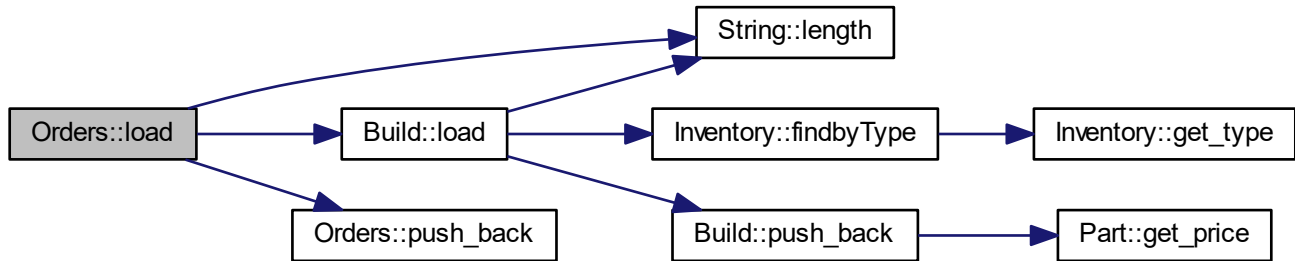 String::length
Orders::load
Build::load
Inventory::findbyType
Inventory::get_type
Orders::push_back
Build::push_back
Part::get_price